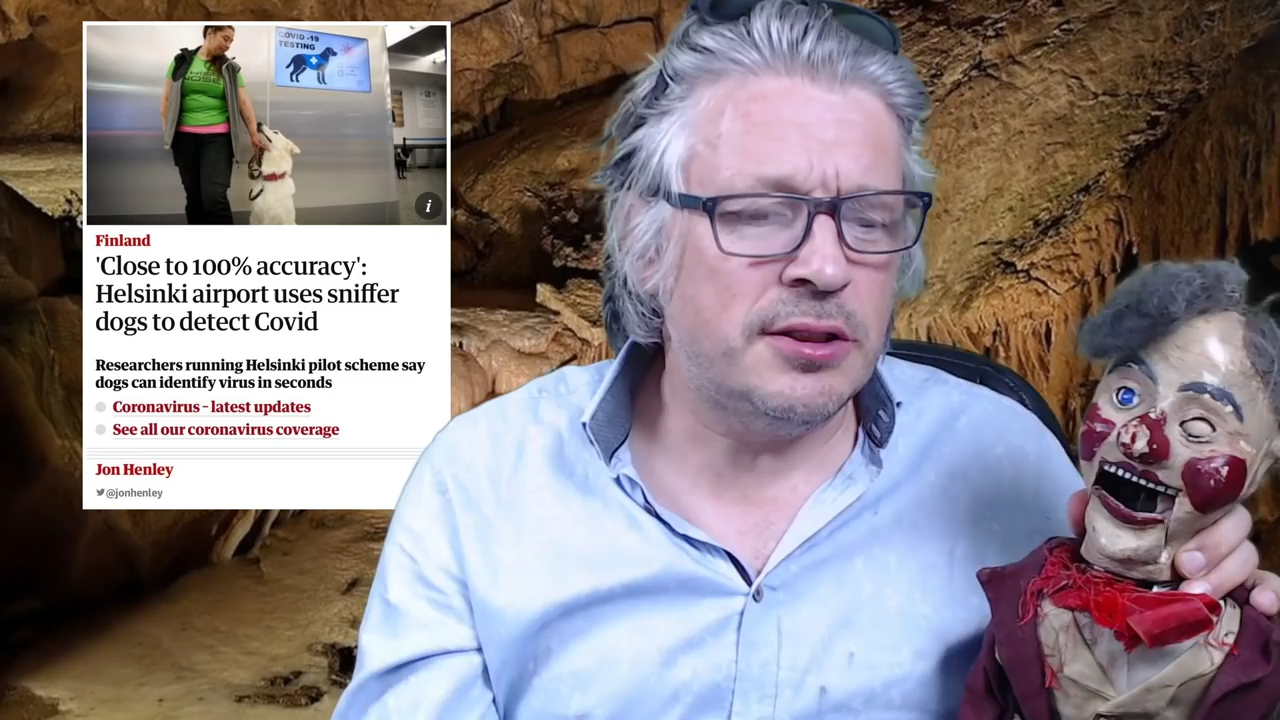 COVID -19
TESTING
NOSE
i
Finland
'Close to 100% accuracy':
Helsinki airport uses sniffer
dogs to detect Covid
Researchers running Helsinki pilot scheme say
dogs can identify virus in seconds
Coronavirus – latest updates
See all our coronavirus coverage
Jon Henley
@jonhenley